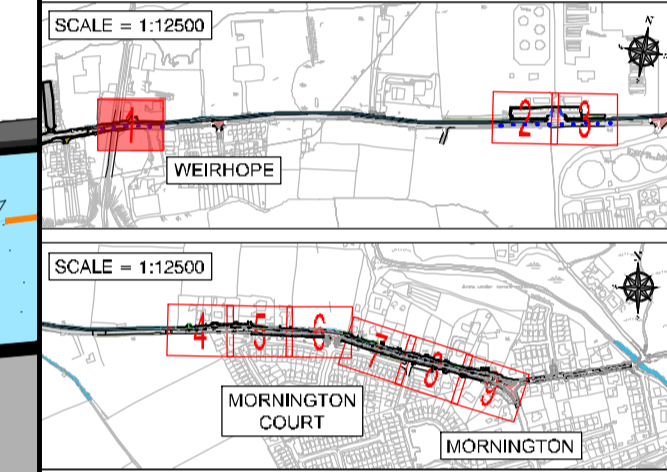 SCALE = 1:12500
N
1
2
3
WEIRHOPE
SCALE = 1:12500
N
4
5
6
7
8
9
MORNINGTON
COURT
MORNINGTON